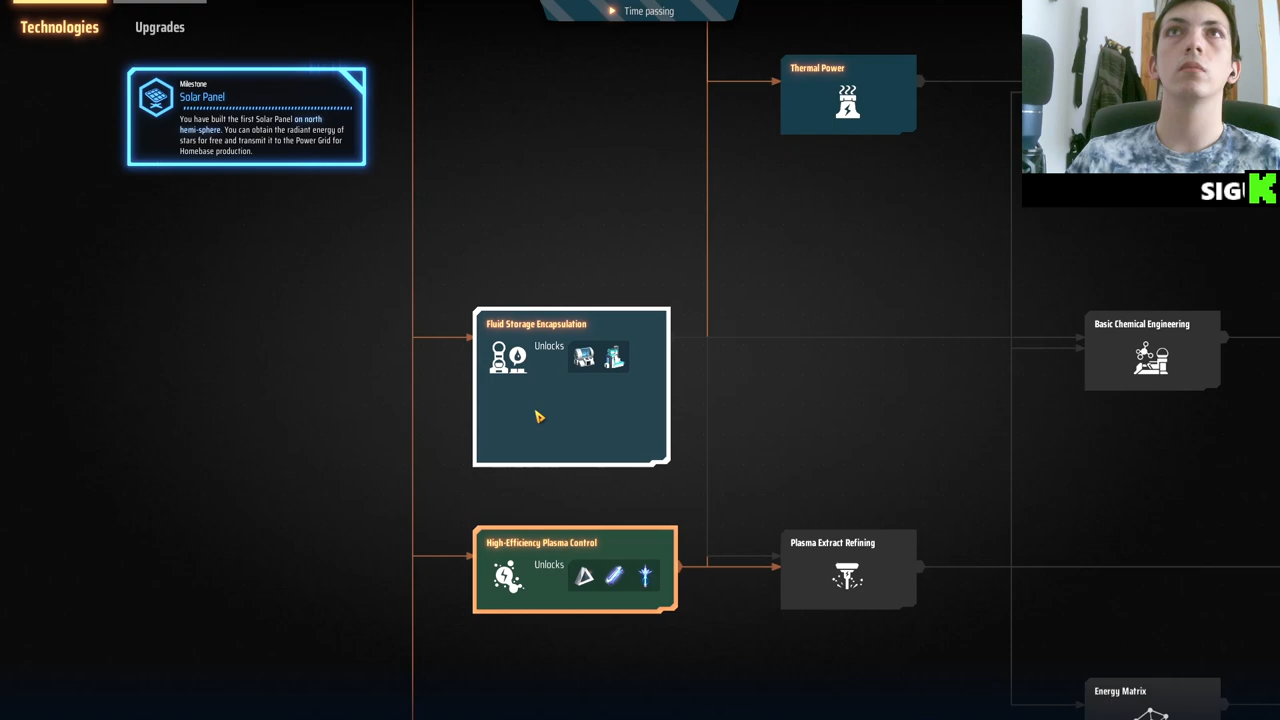 Technologies
Upgrades
Time passing
Milestone
Solar Panel
You have built the first Solar Panel on north
hemi-sphere. You can obtain the radiant energy of
stars for free and transmit it to the Power Grid for
Homebase production.
Thermal Power
SIG
Fluid Storage Encapsulation
Unlocks
Basic Chemical Engineering
High-Efficiency Plasma Control
Unlocks
Plasma Extract Refining
Energy Matrix